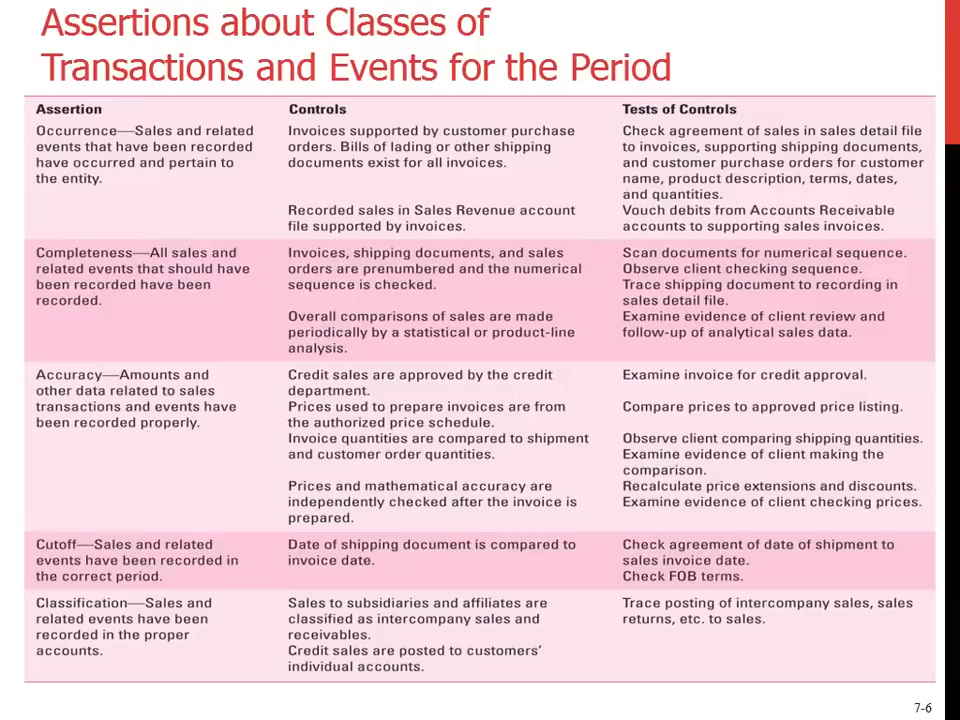 Assertions about Classes of
Transactions and Events for the Period
Assertion
Controls
Tests of Controls
Occurrence—Sales and related
events that have been recorded
have occurred and pertain to
the entity.
Invoices supported by customer purchase
orders. Bills of lading or other shipping
documents exist for all invoices.
Recorded sales in Sales Revenue account
file supported by invoices.
Check agreement of sales in sales detail file
to invoices, supporting shipping documents,
and customer purchase orders for customer
name, product description, terms, dates,
and quantities.
Vouch debits from Accounts Receivable
accounts to supporting sales invoices.
Completeness—All sales and
related events that should have
been recorded have been
recorded.
Invoices, shipping documents, and sales
orders are prenumbered and the numerical
sequence is checked.
Overall comparisons of sales are made
periodically by a statistical or product-line
analysis.
Scan documents for numerical sequence.
Observe client checking sequence.
Trace shipping document to recording in
sales detail file.
Examine evidence of client review and
follow-up of analytical sales data.
Accuracy—Amounts and
other data related to sales
transactions and events have
been recorded properly.
Credit sales are approved by the credit
department.
Prices used to prepare invoices are from
the authorized price schedule.
Invoice quantities are compared to shipment
and customer order quantities.
Prices and mathematical accuracy are
independently checked after the invoice is
prepared.
Examine invoice for credit approval.
Compare prices to approved price listing.
Observe client comparing shipping quantities.
Examine evidence of client making the
comparison.
Recalculate price extensions and discounts.
Examine evidence of client checking prices.
Cutoff—Sales and related
events have been recorded in
the correct period.
Date of shipping document is compared to
invoice date.
Check agreement of date of shipment to
sales invoice date.
Check FOB terms.
Classification—Sales and
related events have been
recorded in the proper
accounts.
Sales to subsidiaries and affiliates are
classified as intercompany sales and
receivables.
Credit sales are posted to customers’
individual accounts.
Trace posting of intercompany sales, sales
returns, etc. to sales.
7-6